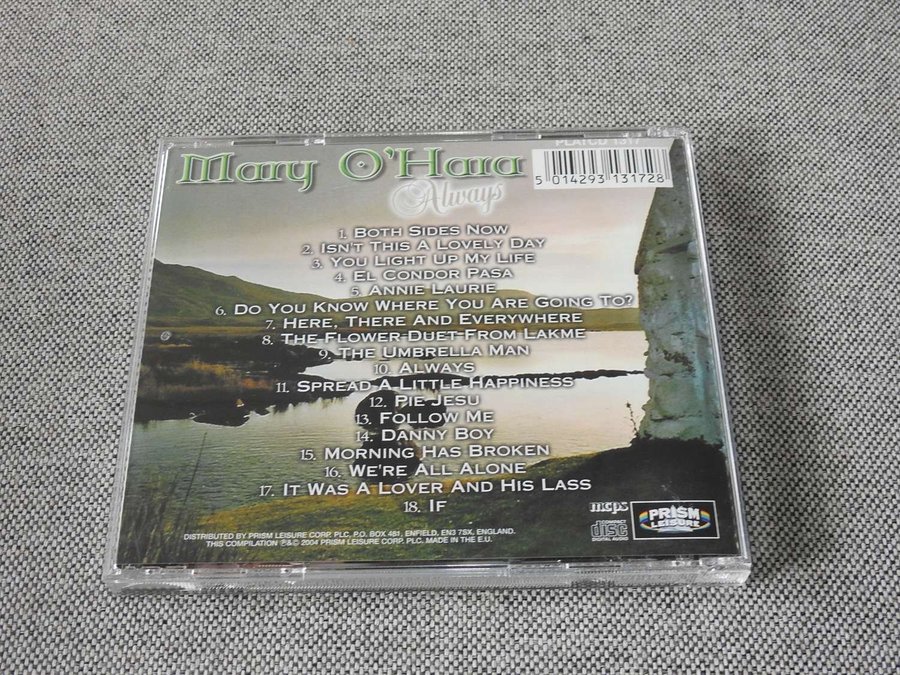 Mary O'Hara
Always
PLATCD 1317
5 014293 131728
1. Both Sides Now
2. Isn't This A Lovely Day
3. You Light Up My Life
4. El Condor Pasa
5. Annie Laurie
6. Do You Know Where You Are Going To?
7. Here, There And Everywhere
8. The Flower Duet From Lakme
9. The Umbrella Man
10. Always
11. Spread A Little Happiness
12. Pie Jesu
13. Follow Me
14. Danny Boy
15. Morning Has Broken
16. We're All Alone
17. It Was A Lover And His Lass
18. If
DISTRIBUTED BY PRISM LEISURE CORP. PLC, P.O. BOX 481, ENFIELD, EN3 7SX, ENGLAND.
THIS COMPILATION ℗&© 2004 PRISM LEISURE CORP. PLC. MADE IN THE E.U.
mcps
COMPACT
disc
DIGITAL AUDIO
PRISM
LEISURE